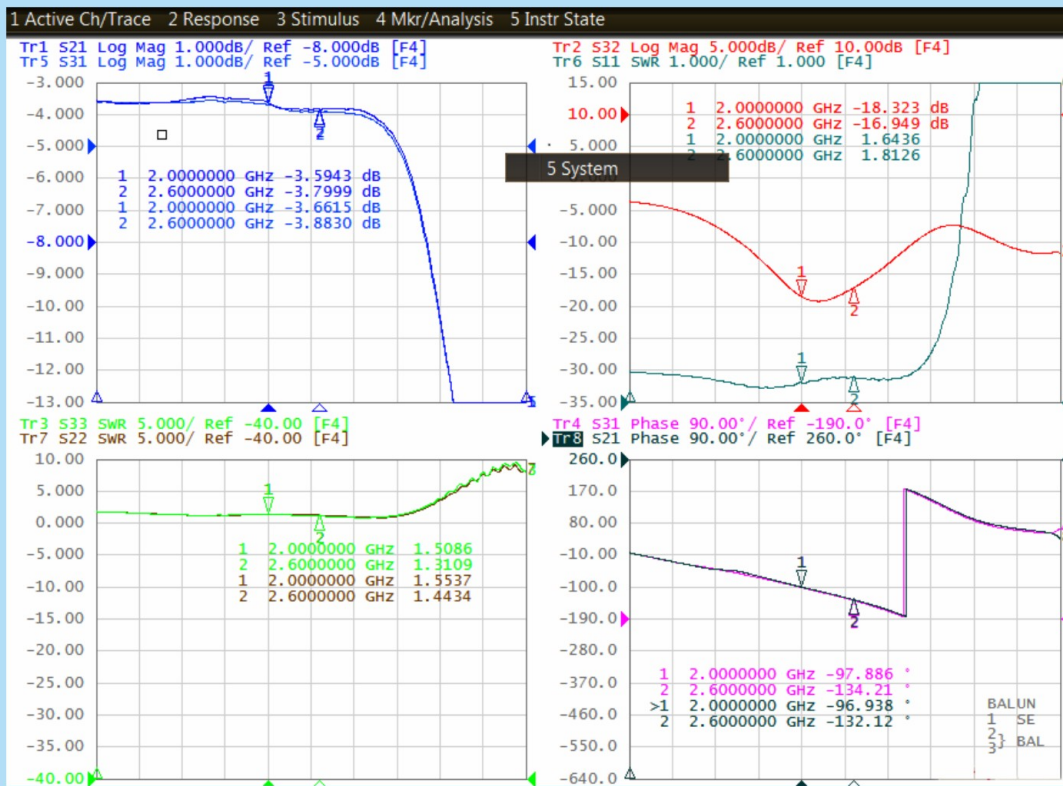 1 Active Ch/Trace 2 Response 3 Stimulus 4 Mkr/Analysis 5 Instr State
Tr1 S21 Log Mag 1.000dB/ Ref -8.000dB [F4]
Tr5 S31 Log Mag 1.000dB/ Ref -5.000dB [F4]
-3.000
-4.000
-5.000
-6.000
-7.000
-8.000
-9.000
-10.00
-11.00
-12.00
-13.00
1
2
1 2.0000000 GHz -3.5943 dB
2 2.6000000 GHz -3.7999 dB
1 2.0000000 GHz -3.6615 dB
2 2.6000000 GHz -3.8830 dB
Tr2 S32 Log Mag 5.000dB/ Ref 10.00dB [F4]
Tr6 S11 SWR 1.000/ Ref 1.000 [F4]
15.00
10.00
5.000
-5.000
-10.00
-15.00
-20.00
-25.00
-30.00
-35.00
1 2.0000000 GHz -18.323 dB
2 2.6000000 GHz -16.949 dB
1 2.0000000 GHz 1.6436
2 2.6000000 GHz 1.8126
5 System
1
2
1
2
Tr3 S33 SWR 5.000/ Ref -40.00 [F4]
Tr7 S22 SWR 5.000/ Ref -40.00 [F4]
10.00
5.000
0.000
-5.000
-10.00
-15.00
-20.00
-25.00
-30.00
-35.00
-40.00
1
2
1 2.0000000 GHz 1.5086
2 2.6000000 GHz 1.3109
1 2.0000000 GHz 1.5537
2 2.6000000 GHz 1.4434
Tr4 S31 Phase 90.00°/ Ref -190.0° [F4]
Tr8 S21 Phase 90.00°/ Ref 260.0° [F4]
260.0
170.0
80.00
-10.00
-100.0
-190.0
-280.0
-370.0
-460.0
-550.0
-640.0
1
2
1 2.0000000 GHz -97.886 °
2 2.6000000 GHz -134.21 °
>1 2.0000000 GHz -96.938 °
2 2.6000000 GHz -132.12 °
BALUN
1 SE
2
3} BAL